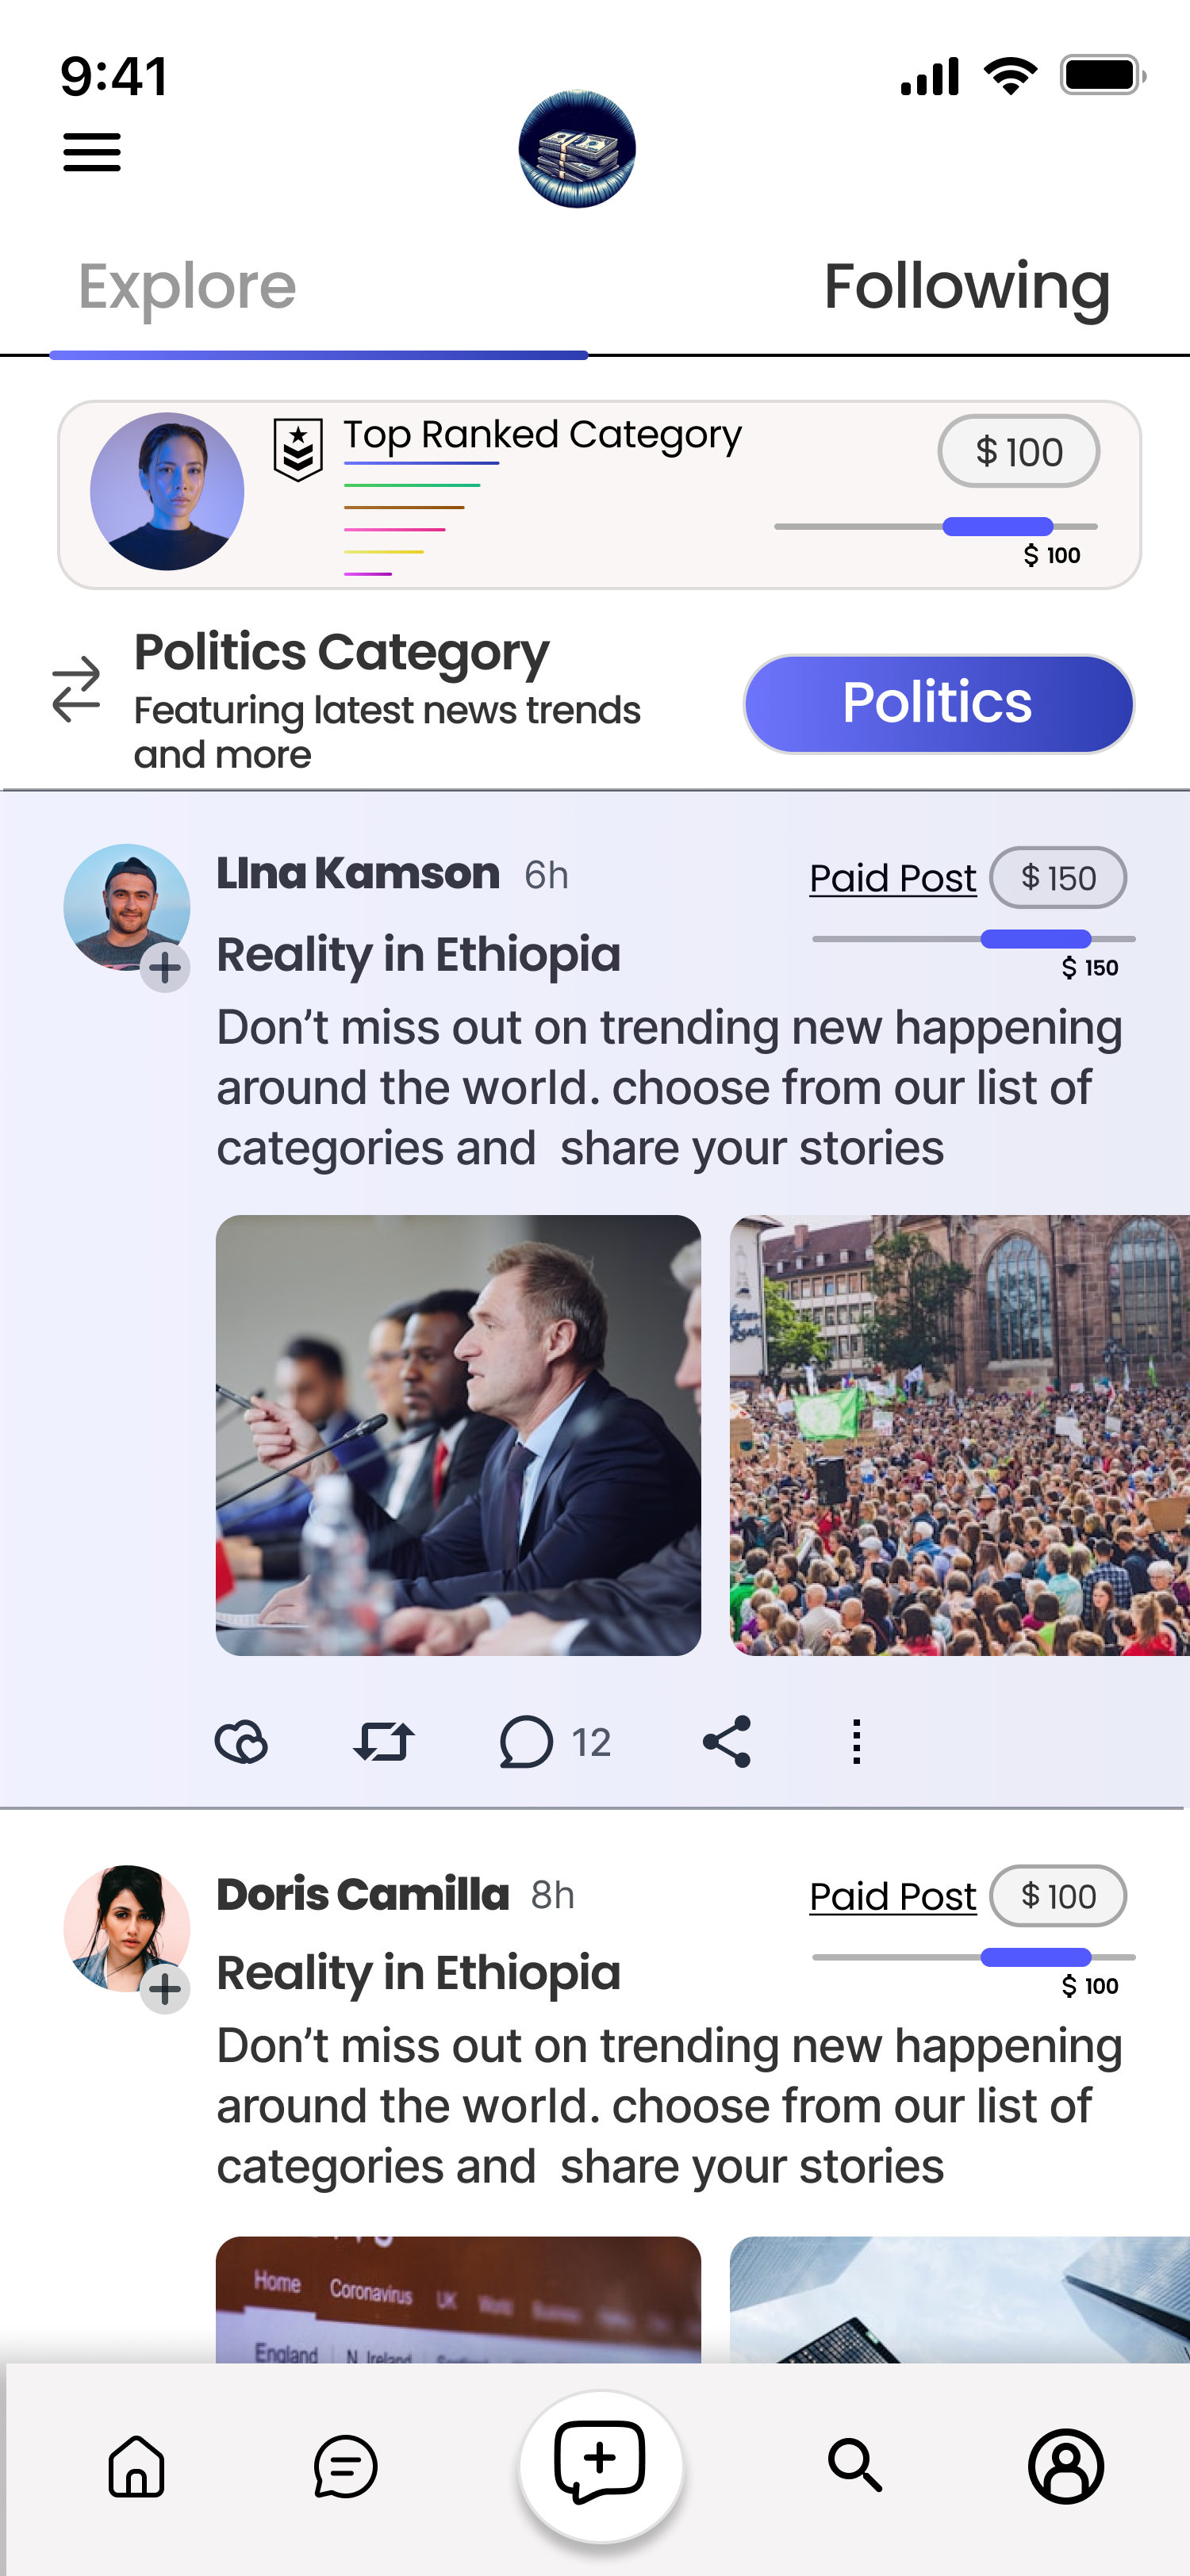 9:41
Explore
Following
Top Ranked Category
$ 100
$ 100
Politics Category
Featuring latest news trends
and more
Politics
LIna Kamson 6h
Paid Post $ 150
$ 150
Reality in Ethiopia
Don’t miss out on trending new happening
around the world. choose from our list of
categories and  share your stories
12
Doris Camilla 8h
Paid Post $ 100
$ 100
Reality in Ethiopia
Don’t miss out on trending new happening
around the world. choose from our list of
categories and  share your stories
Home Coronavirus UK World
England N. Ireland